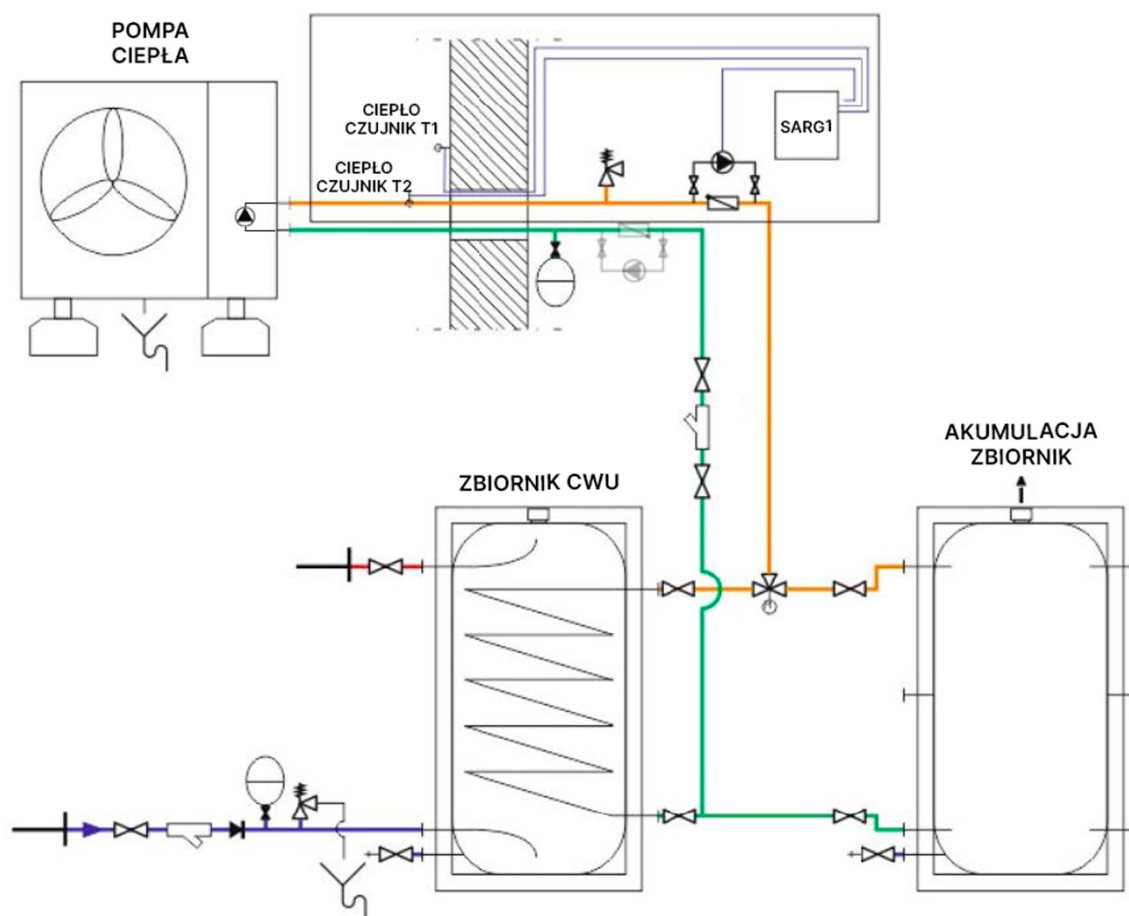 POMPA
CIEPŁA
CIEPŁO
CZUJNIK T1
CIEPŁO
CZUJNIK T2
SARG1
ZBIORNIK CWU
AKUMULACJA
ZBIORNIK